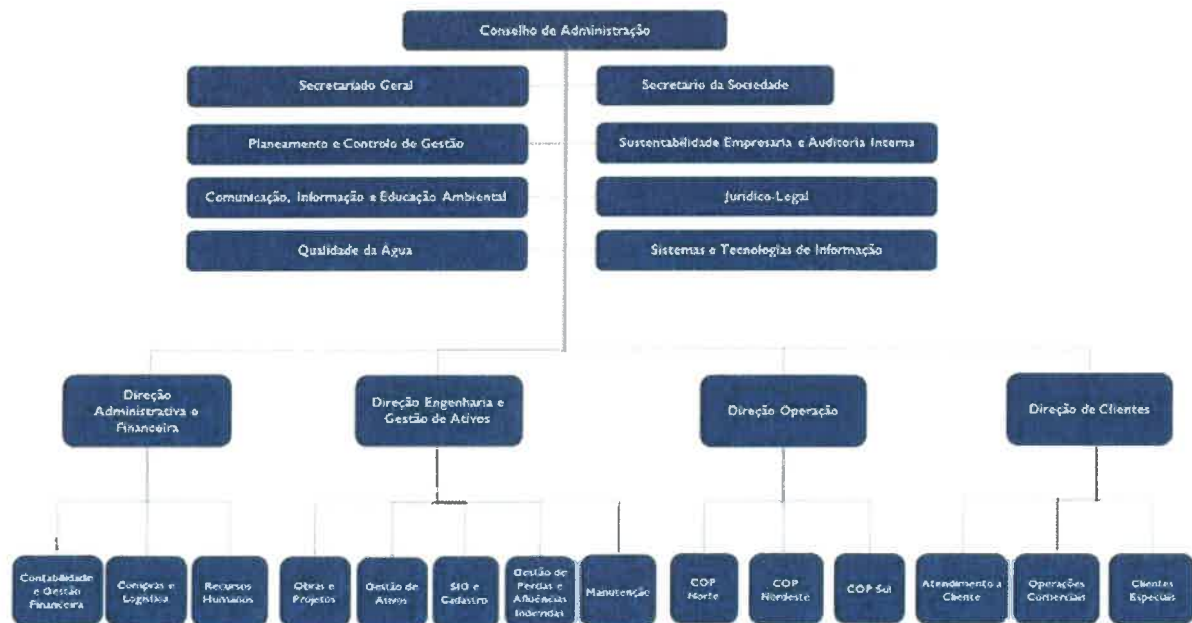 Conselho de Administração
Secretariado Geral
Secretário da Sociedade
Planeamento e Controlo de Gestão
Sustentabilidade Empresaria e Auditoria Interna
Comunicação, Informação e Educação Ambiental
Jurídico-Legal
Qualidade da Água
Sistemas e Tecnologias de Informação
Direção
Administrativa e
Financeira
Direção Engenharia e
Gestão de Ativos
Direção Operação
Direção de Clientes
Contabilidade
e Gestão
Financeira
Compras e
Logística
Recursos
Humanos
Obras e
Projetos
Gestão de
Ativos
SIG e
Cadastro
Gestão de
Perdas e
Afluências
Indevidas
Manutenção
COP
Norte
COP
Nordeste
COP Sul
Atendimento a
Cliente
Operações
Comerciais
Clientes
Especiais